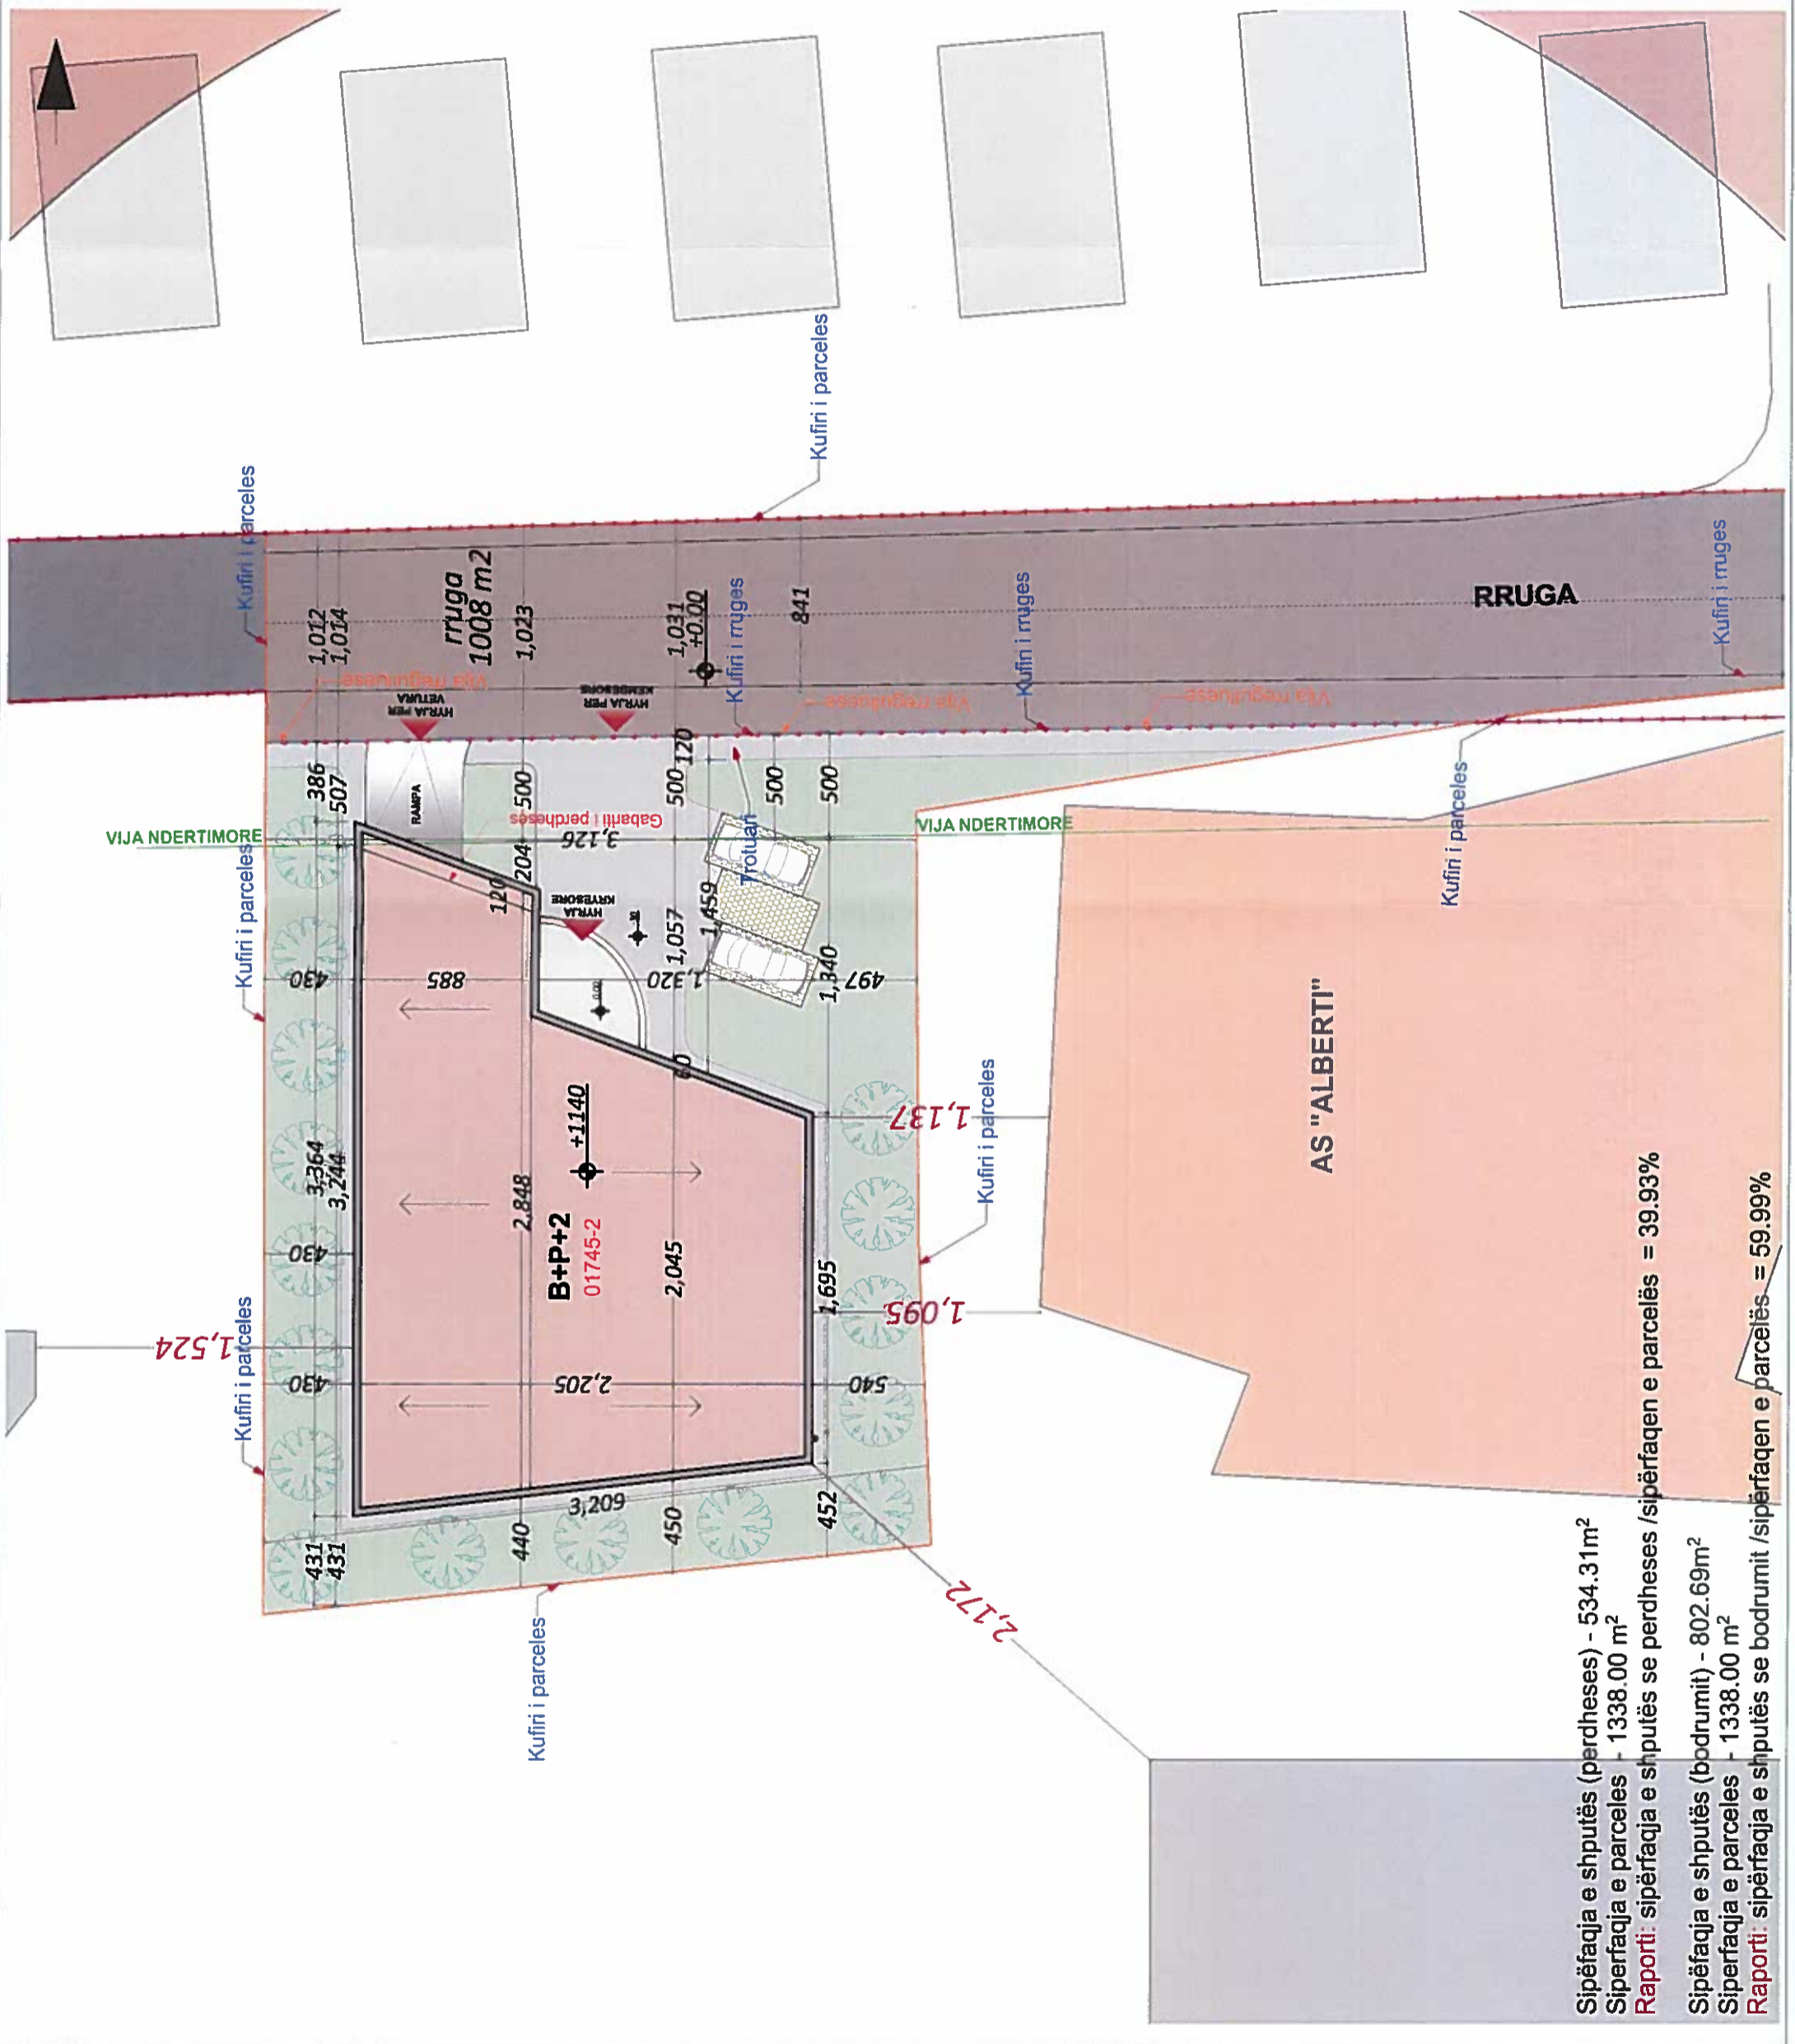 Kufiri i parceles
Kufiri i parceles
1,012
1,014
rruga
1008 m2
1,023
1,031
+0.00
841
Kufiri i rruges
Kufiri i rruges
RRUGA
Kufiri i rruges
Vija rregulluese
Vija rregulluese
Vija rregulluese
HYRJA PER
VETURA
HYRJA PER
KEMBESORE
386
507
RAMPA
500
500
120
500
500
VIJA NDERTIMORE
VIJA NDERTIMORE
Gabariti i perdheses
3,126
204
120
Trotuari
Kufiri i parceles
Kufiri i parceles
HYRJA
KRYESORE
1,057
1,459
1,340
430
885
1,320
497
0.00
60
3,364
3,244
430
2,848
+1140
B+P+2
01745-2
2,045
1,695
1,137
Kufiri i parceles
1,095
AS "ALBERTI"
1,524
Kufiri i parceles
430
2,205
540
431
431
440
3,209
450
452
Kufiri i parceles
2,172
Sipëfaqja e shputës (perdheses) - 534.31m²
Siperfaqja e parceles - 1338.00 m²
Raporti: sipërfaqja e shputës se perdheses /sipërfaqen e parcelës = 39.93%
Sipëfaqja e shputës (bodrumit) - 802.69m²
Siperfaqja e parceles - 1338.00 m²
Raporti: sipërfaqja e shputës se bodrumit /sipërfaqen e parcelës = 59.99%